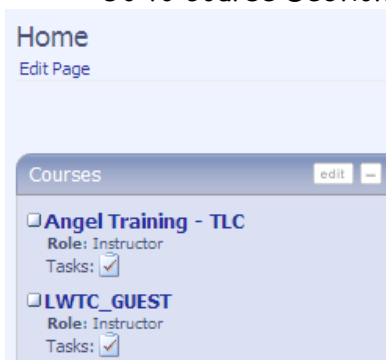 Home
Edit Page
Courses edit
Angel Training - TLC
Role: Instructor
Tasks:
LWTC_GUEST
Role: Instructor
Tasks: